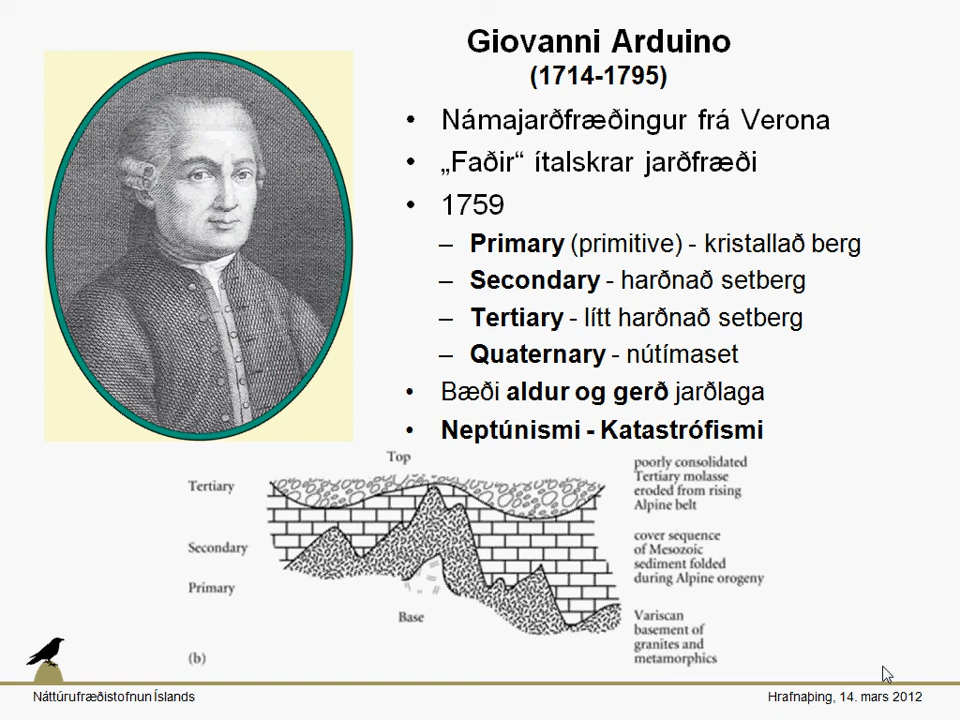 Giovanni Arduino
(1714-1795)
• Námajarðfræðingur frá Verona
• „Faðir“ ítalskrar jarðfræði
• 1759
– Primary (primitive) - kristallað berg
– Secondary - harðnað setberg
– Tertiary - lítt harðnað setberg
– Quaternary - nútímaset
• Bæði aldur og gerð jarðlaga
• Neptúnismi - Katastrófismi
Top
Tertiary
Secondary
Primary
Base
(b)
poorly consolidated
Tertiary molasse
eroded from rising
Alpine belt
cover sequence
of Mesozoic
sediment folded
during Alpine orogeny
Variscan
basement of
granites and
metamorphics
Náttúrufræðistofnun Íslands
Hrafnaþing, 14. mars 2012